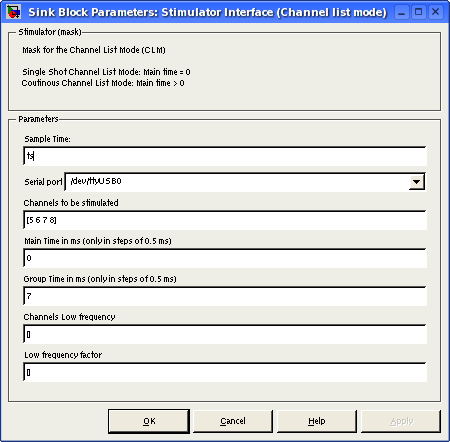 Sink Block Parameters: Stimulator Interface (Channel list mode)
Stimulator (mask)
Mask for the Channel List Mode (CLM)
Single Shot Channel List Mode: Main time = 0
Coutinous Channel List Mode: Main time > 0
Parameters
Sample Time:
ts
Serial port /dev/ttyUSB0
Channels to be stimulated
[5 6 7 8]
Main Time in ms (only in steps of 0.5 ms)
0
Group Time in ms (only in steps of 0.5 ms)
7
Channels Low frequency
[]
Low frequency factor
[]
OK Cancel Help Apply